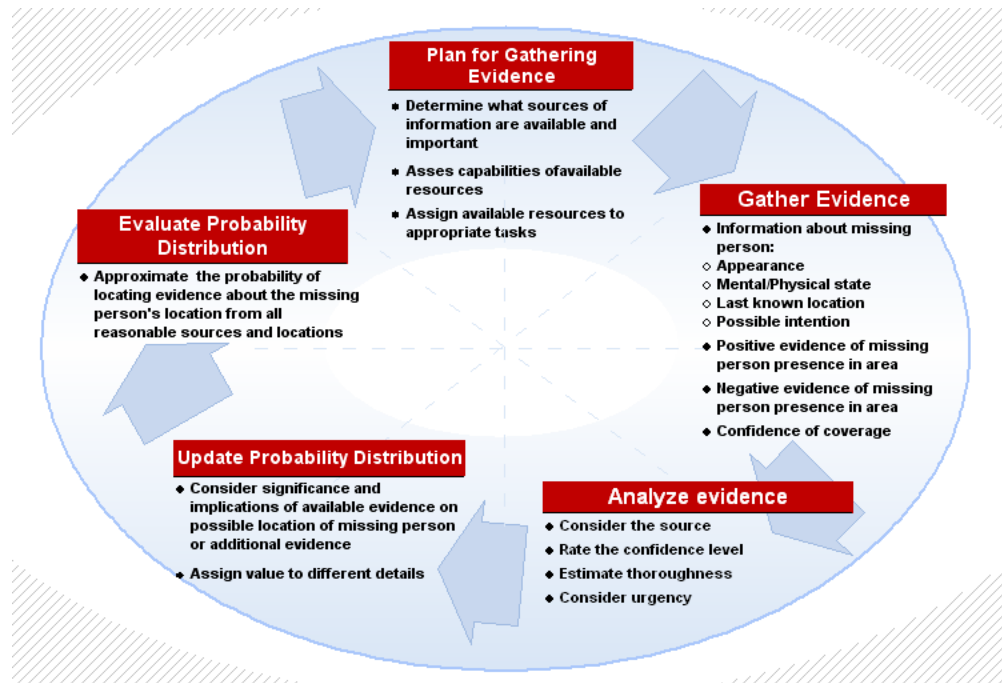 Plan for Gathering
Evidence
Determine what sources of
information are available and
important
Asses capabilities ofavailable
resources
Assign available resources to
appropriate tasks
Gather Evidence
Information about missing
person:
Appearance
Mental/Physical state
Last known location
Possible intention
Positive evidence of missing
person presence in area
Negative evidence of missing
person presence in area
Confidence of coverage
Analyze evidence
Consider the source
Rate the confidence level
Estimate thoroughness
Consider urgency
Update Probability Distribution
Consider significance and
implications of available evidence on
possible location of missing person
or additional evidence
Assign value to different details
Evaluate Probability
Distribution
Approximate the probability of
locating evidence about the missing
person's location from all
reasonable sources and locations